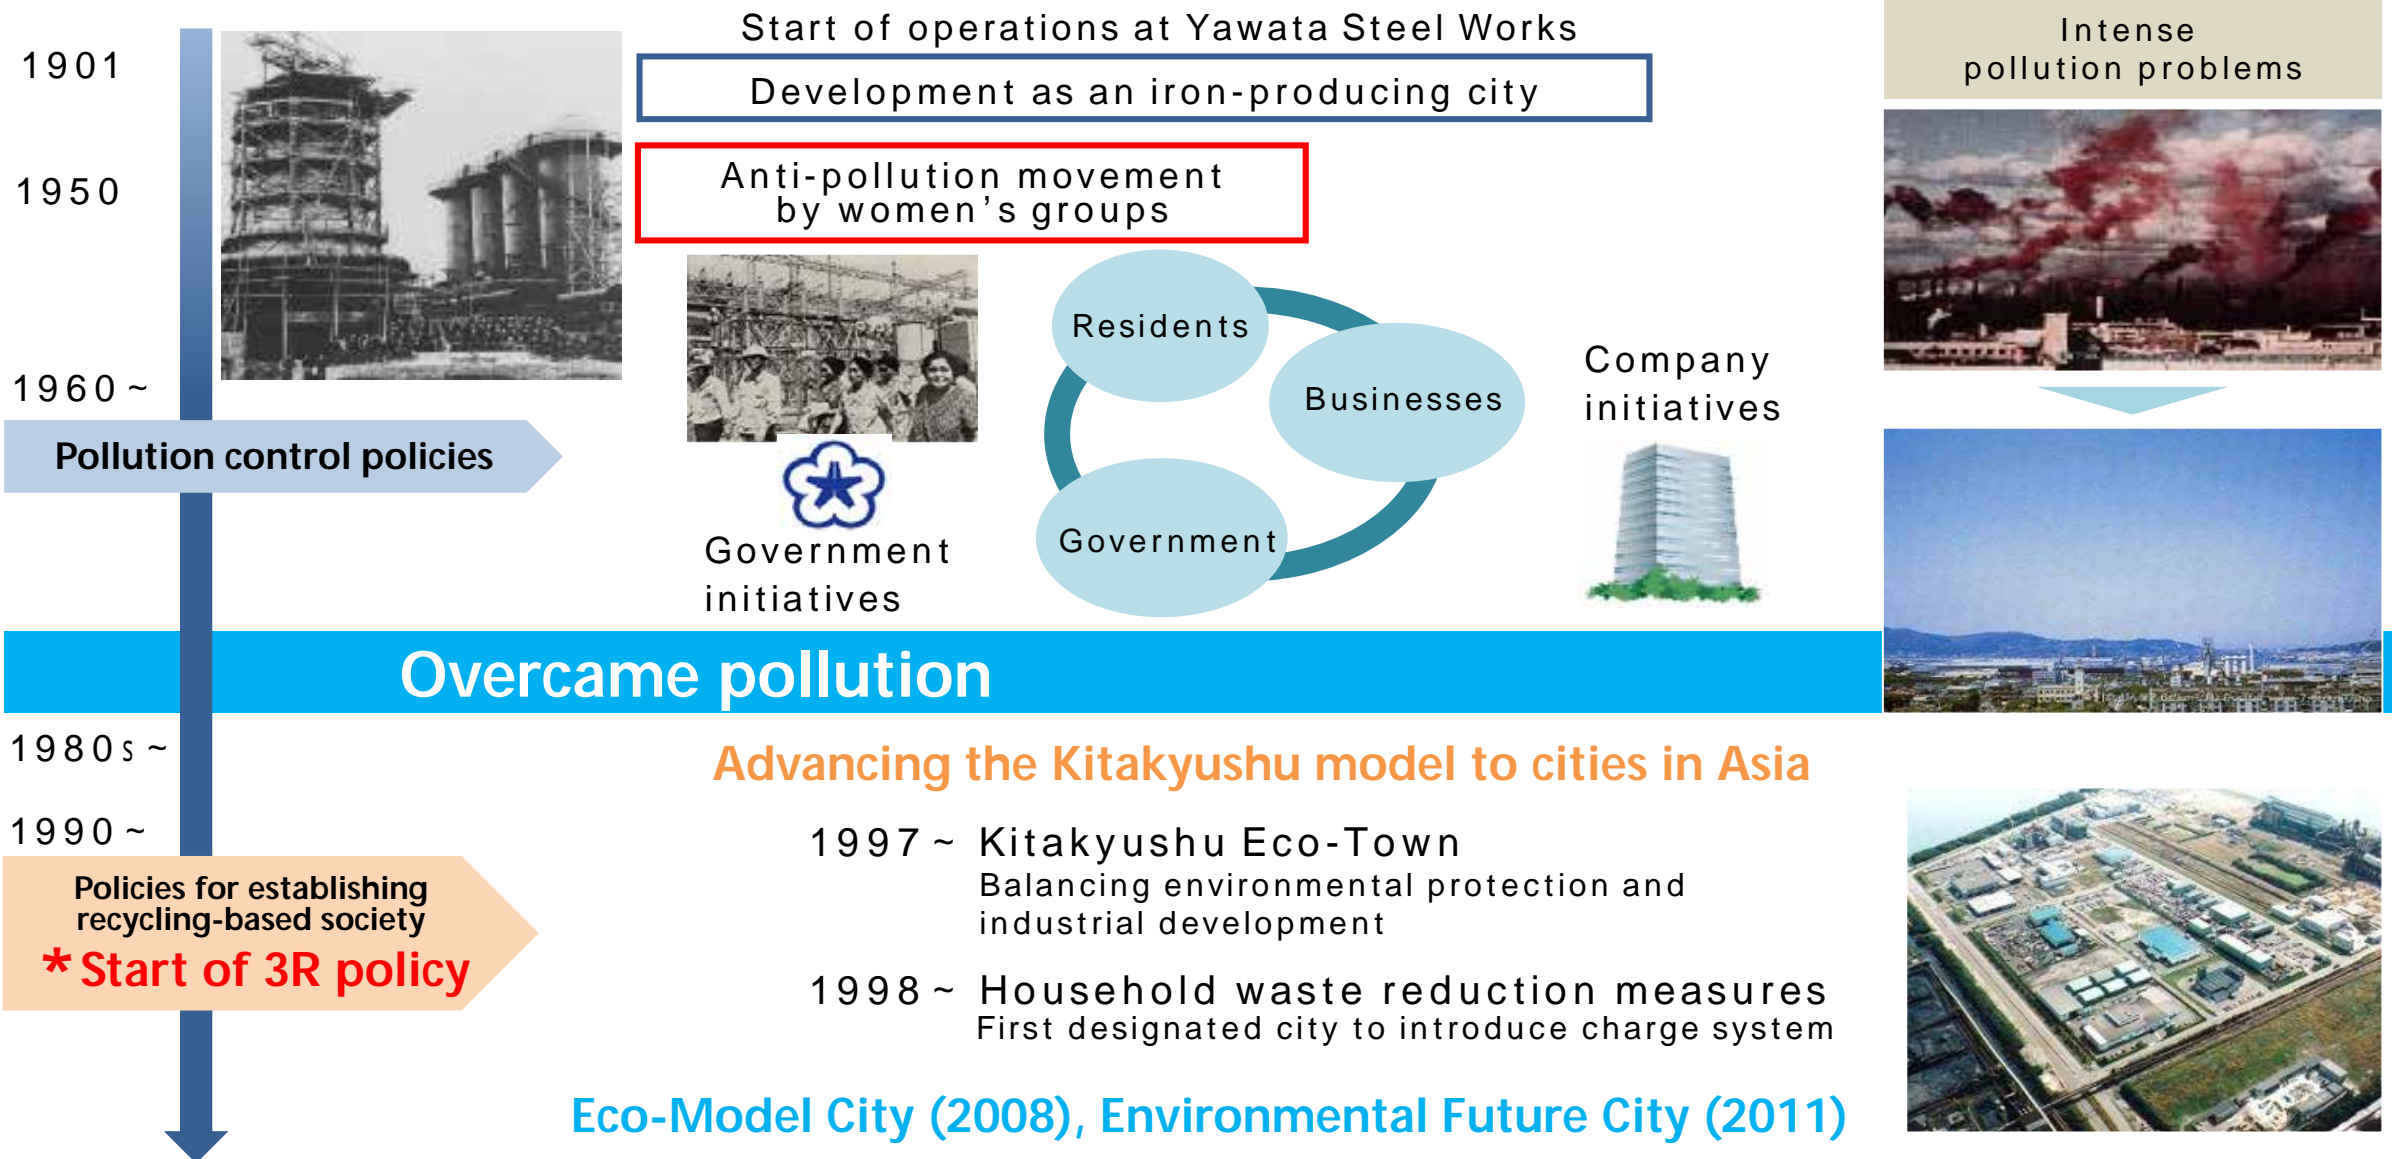 1901
Start of operations at Yawata Steel Works
Development as an iron-producing city
Intense
pollution problems
1950
Anti-pollution movement
by women’s groups
1960 ~
Pollution control policies
Residents
Businesses
Government
Company
initiatives
Government
initiatives
Overcame pollution
1980s ~
Advancing the Kitakyushu model to cities in Asia
1990 ~
Policies for establishing
recycling-based society
*Start of 3R policy
1997 ~ Kitakyushu Eco-Town
Balancing environmental protection and
industrial development
1998 ~ Household waste reduction measures
First designated city to introduce charge system
Eco-Model City (2008), Environmental Future City (2011)